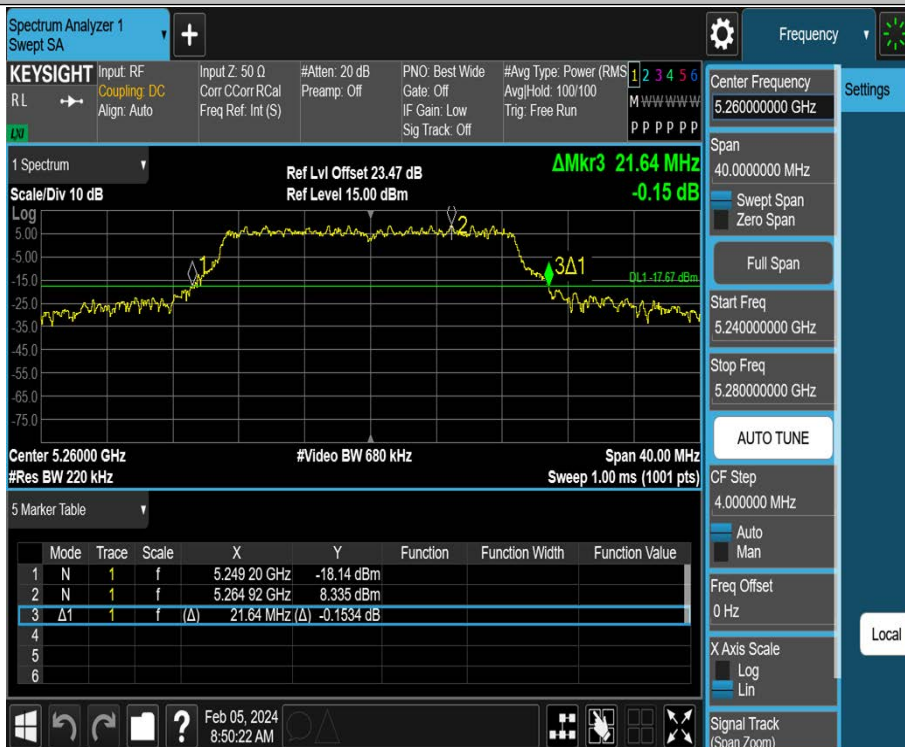 Spectrum Analyzer 1
Swept SA
Frequency
KEYSIGHT
RL
LXI
Input: RF
Coupling: DC
Align: Auto
Input Z: 50 Ω
Corr CCorr RCal
Freq Ref: Int (S)
#Atten: 20 dB
Preamp: Off
PNO: Best Wide
Gate: Off
IF Gain: Low
Sig Track: Off
#Avg Type: Power (RMS
Avg|Hold: 100/100
Trig: Free Run
1 2 3 4 5 6
M W W W W W
P P P P P P
Center Frequency
5.260000000 GHz
Settings
1 Spectrum
Scale/Div 10 dB
Ref Lvl Offset 23.47 dB
Ref Level 15.00 dBm
ΔMkr3 21.64 MHz
-0.15 dB
Log
5.00
-5.00
-15.0
-25.0
-35.0
-45.0
-55.0
-65.0
-75.0
1
2
3Δ1
DL1 -17.67 dBm
Center 5.26000 GHz
#Res BW 220 kHz
#Video BW 680 kHz
Span 40.00 MHz
Sweep 1.00 ms (1001 pts)
Span
40.0000000 MHz
Swept Span
Zero Span
Full Span
Start Freq
5.240000000 GHz
Stop Freq
5.280000000 GHz
AUTO TUNE
CF Step
4.000000 MHz
Auto
Man
Freq Offset
0 Hz
X Axis Scale
Log
Lin
Signal Track
(Span Zoom)
Local
5 Marker Table
Mode Trace Scale X Y Function Function Width Function Value
1 N 1 f 5.249 20 GHz -18.14 dBm
2 N 1 f 5.264 92 GHz 8.335 dBm
3 Δ1 1 f (Δ) 21.64 MHz (Δ) -0.1534 dB
4
5
6
?
Feb 05, 2024
8:50:22 AM